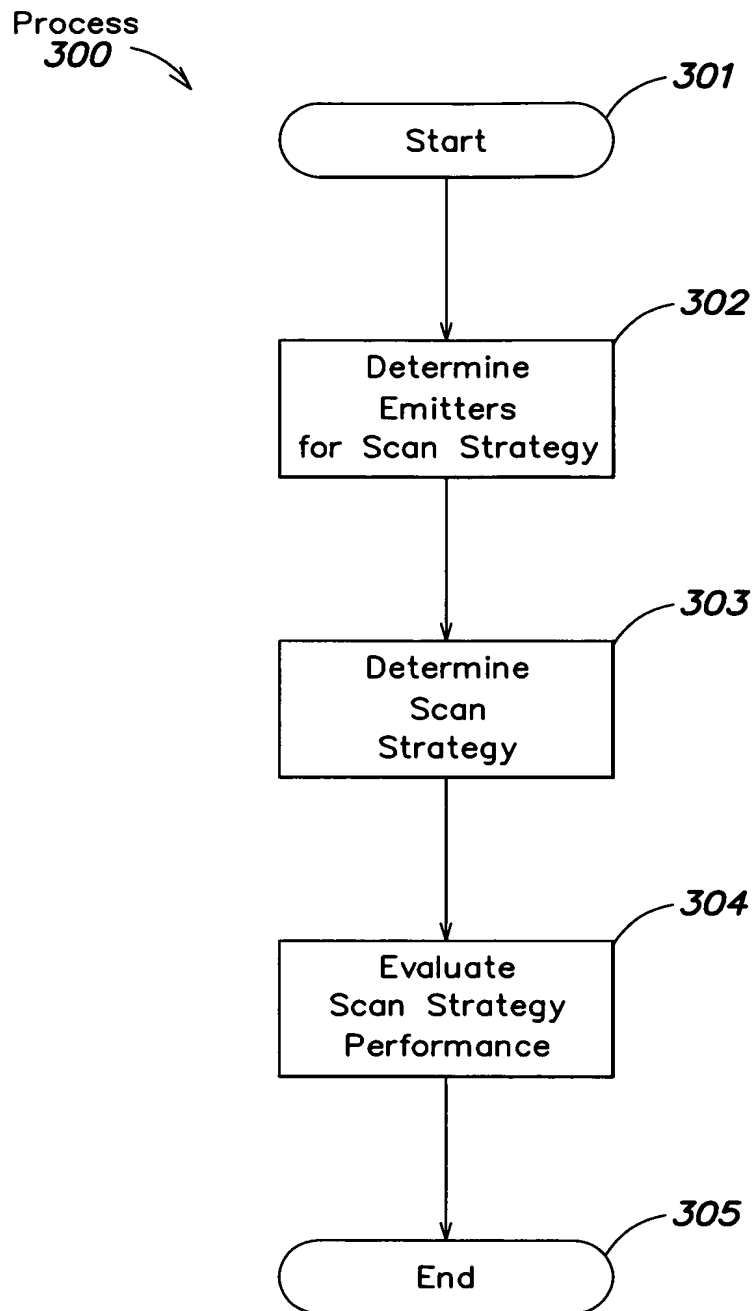 Process
300
301
Start
302
Determine
Emitters
for Scan Strategy
303
Determine
Scan
Strategy
304
Evaluate
Scan Strategy
Performance
305
End